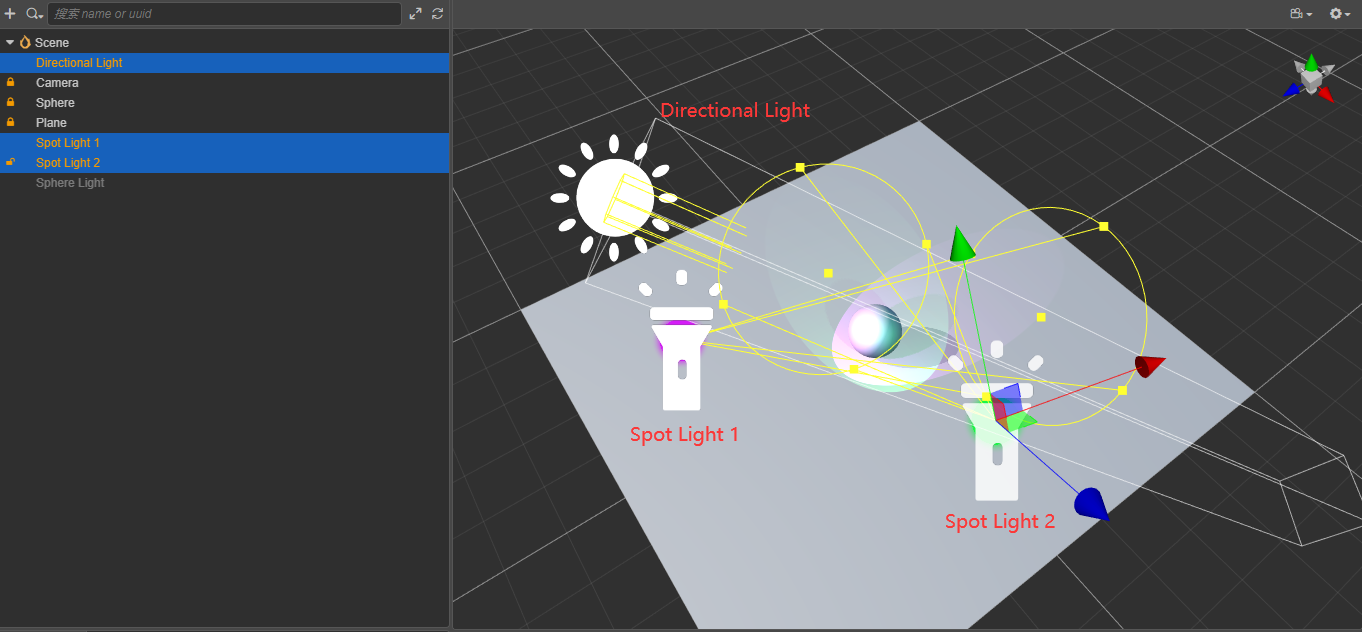 搜索 name or uuid
Scene
Directional Light
Camera
Sphere
Plane
Spot Light 1
Spot Light 2
Sphere Light
Directional Light
Spot Light 1
Spot Light 2